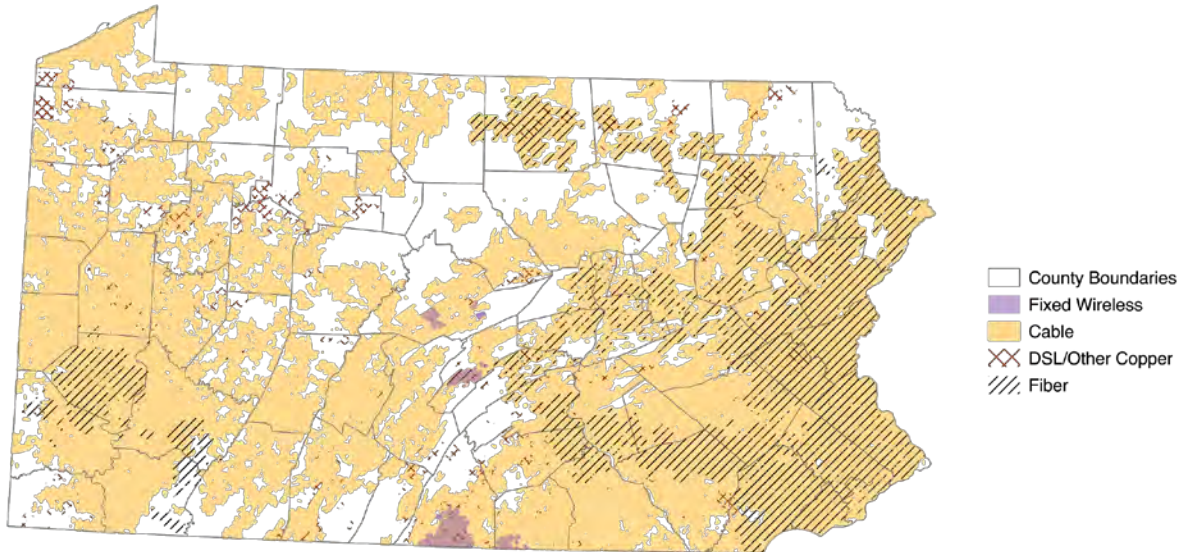 County Boundaries
Fixed Wireless
Cable
DSL/Other Copper
Fiber